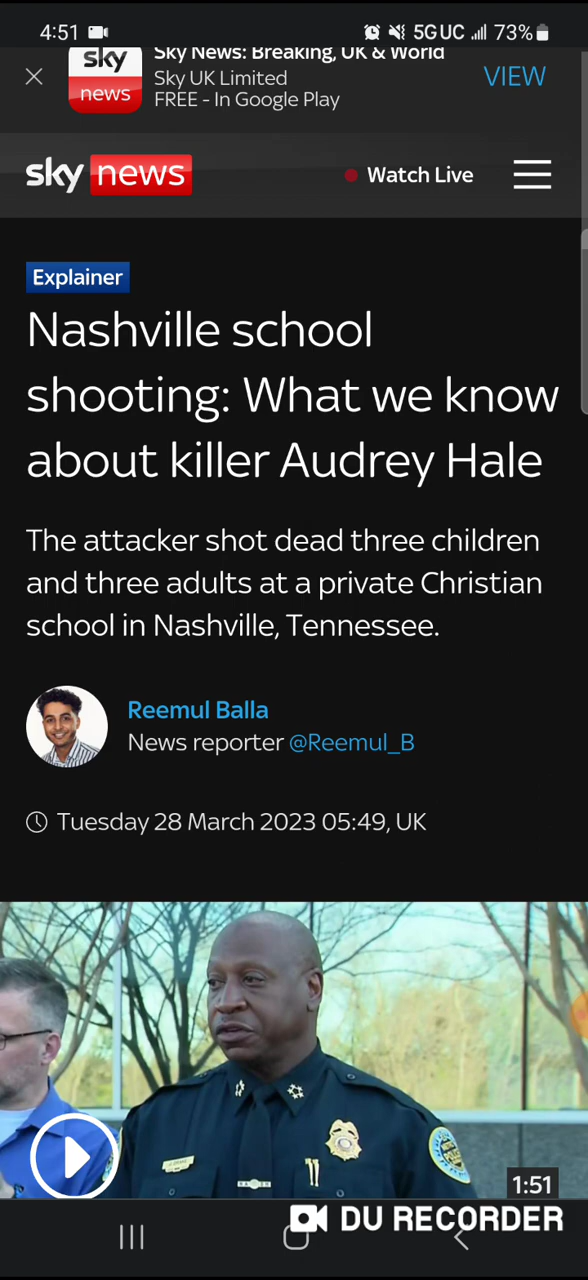 4:51
5GUC 73%
Sky News: Breaking, UK & World
sky
news
Sky UK Limited
VIEW
FREE - In Google Play
sky news
Watch Live
Explainer
Nashville school
shooting: What we know
about killer Audrey Hale
The attacker shot dead three children
and three adults at a private Christian
school in Nashville, Tennessee.
Reemul Balla
News reporter @Reemul_B
Tuesday 28 March 2023 05:49, UK
1:51
DU RECORDER